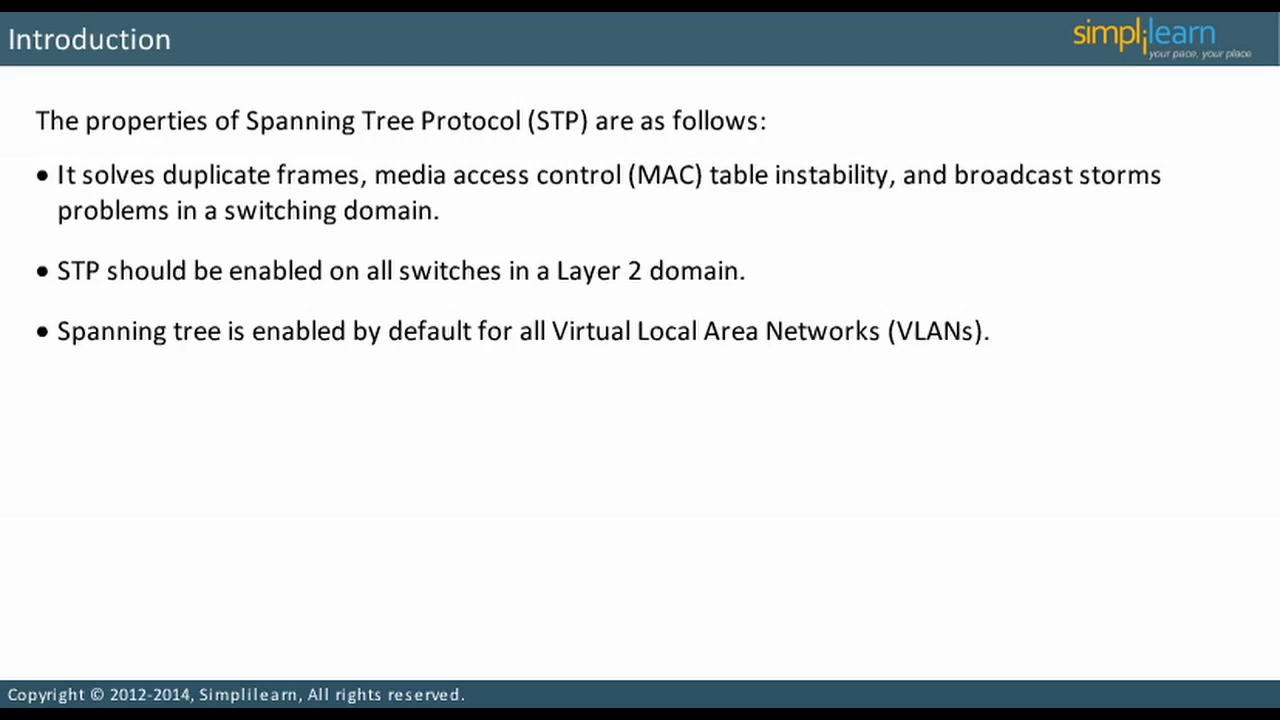 Introduction
simplilearn
your pace, your place
The properties of Spanning Tree Protocol (STP) are as follows:
• It solves duplicate frames, media access control (MAC) table instability, and broadcast storms
problems in a switching domain.
• STP should be enabled on all switches in a Layer 2 domain.
• Spanning tree is enabled by default for all Virtual Local Area Networks (VLANs).
Copyright © 2012-2014, Simplilearn, All rights reserved.